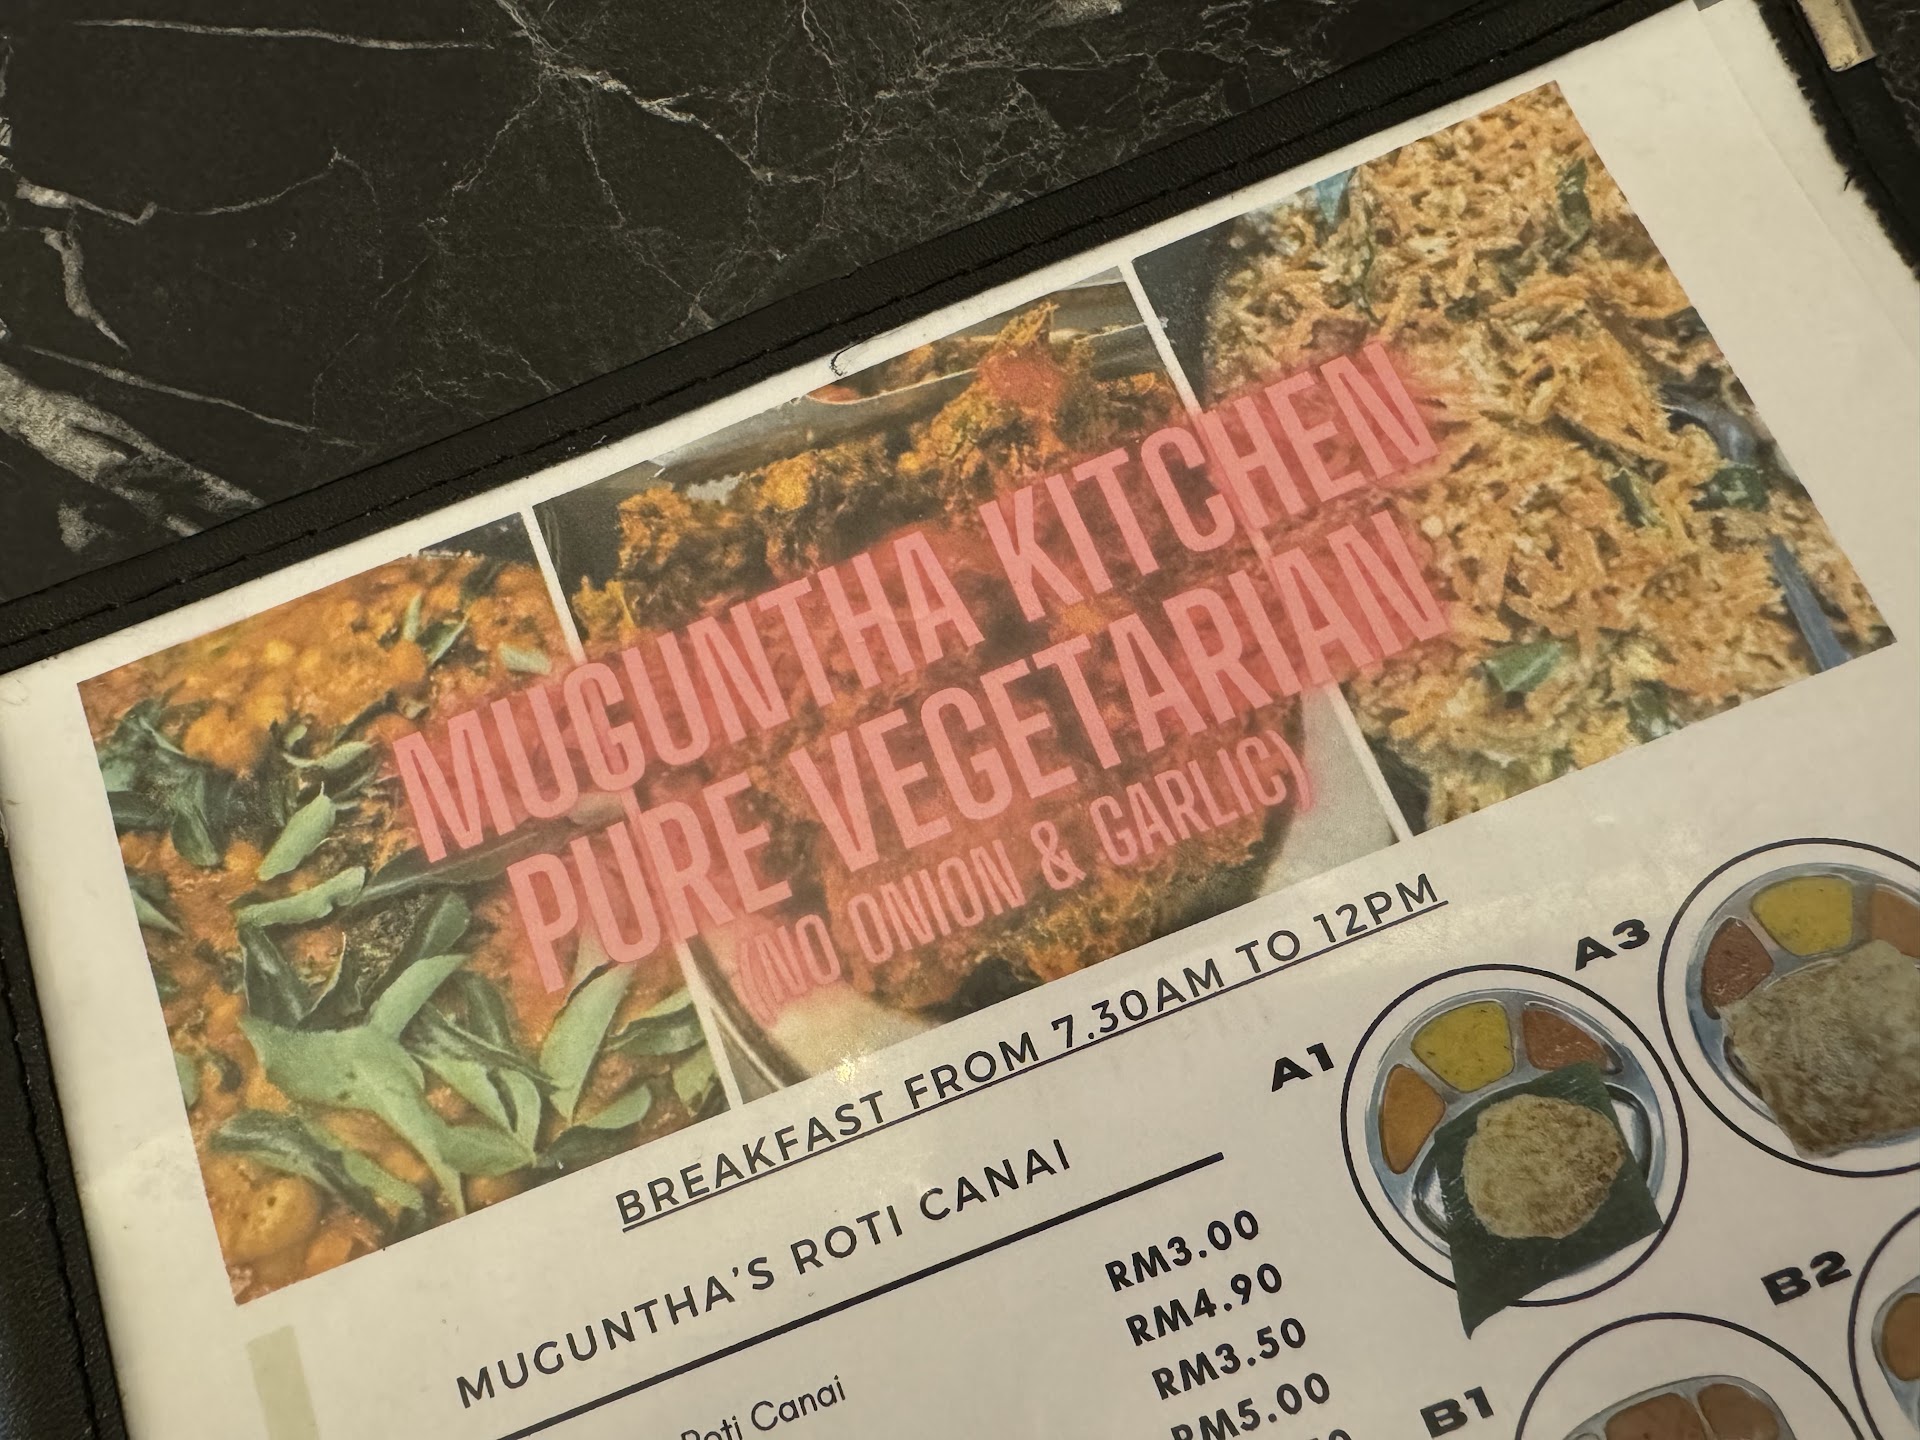 MUGUNTHA KITCHEN
PURE VEGETARIAN
(NO ONION & GARLIC)
BREAKFAST FROM 7.30AM TO 12PM
MUGUNTHA'S ROTI CANAI
Roti Canai
RM3.00
RM4.90
RM3.50
RM5.00
A1
A3
B1
B2